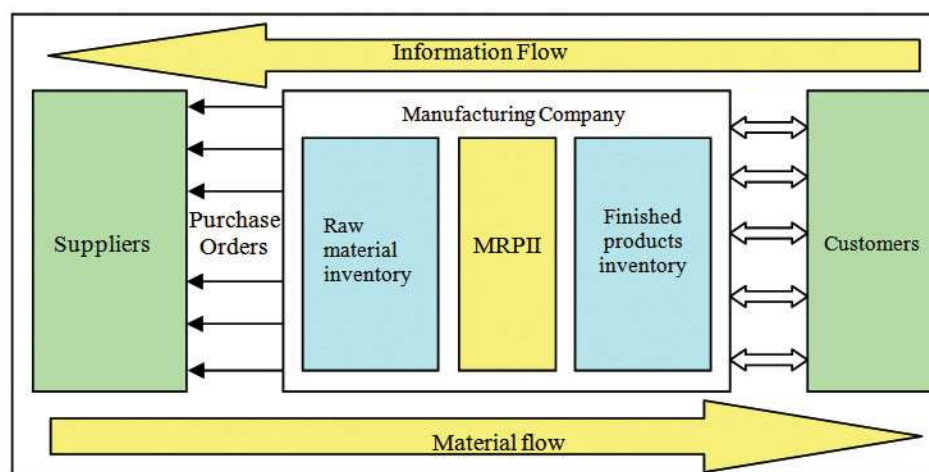 Information Flow
Manufacturing Company
Suppliers
Purchase
Orders
Raw
material
inventory
MRPII
Finished
products
inventory
Customers
Material flow